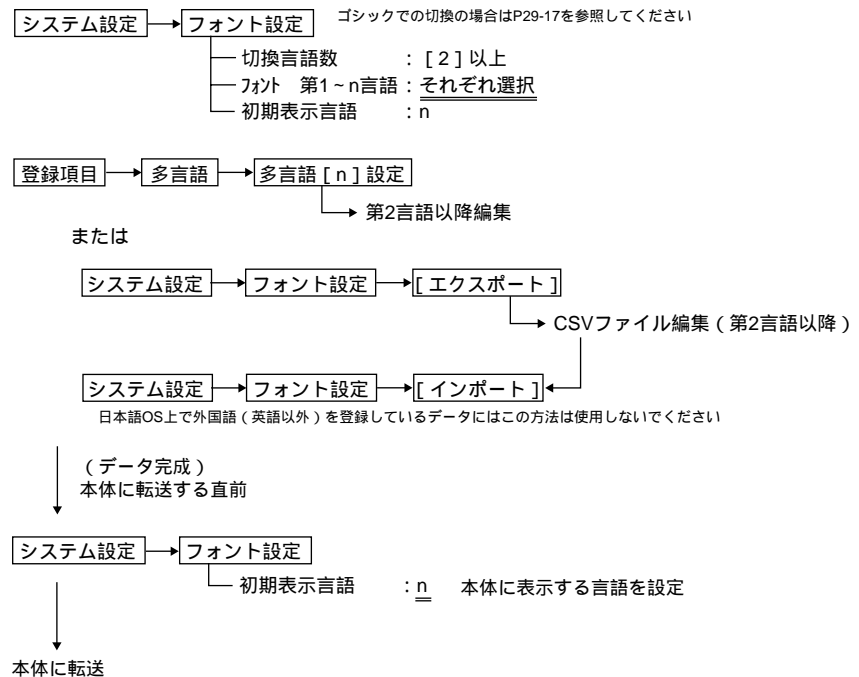 システム設定 フォント設定 ゴシックでの切換の場合はP29-17を参照してください
切換言語数 :[2]以上
ﾌｫﾝﾄ 第1~n言語:それぞれ選択
初期表示言語 :n
登録項目 多言語 多言語[n]設定
第2言語以降編集
または
システム設定 フォント設定 [エクスポート]
CSVファイル編集(第2言語以降)
システム設定 フォント設定 [インポート]
日本語OS上で外国語(英語以外)を登録しているデータにはこの方法は使用しないでください
(データ完成)
本体に転送する直前
システム設定 フォント設定
初期表示言語 :n 本体に表示する言語を設定
本体に転送